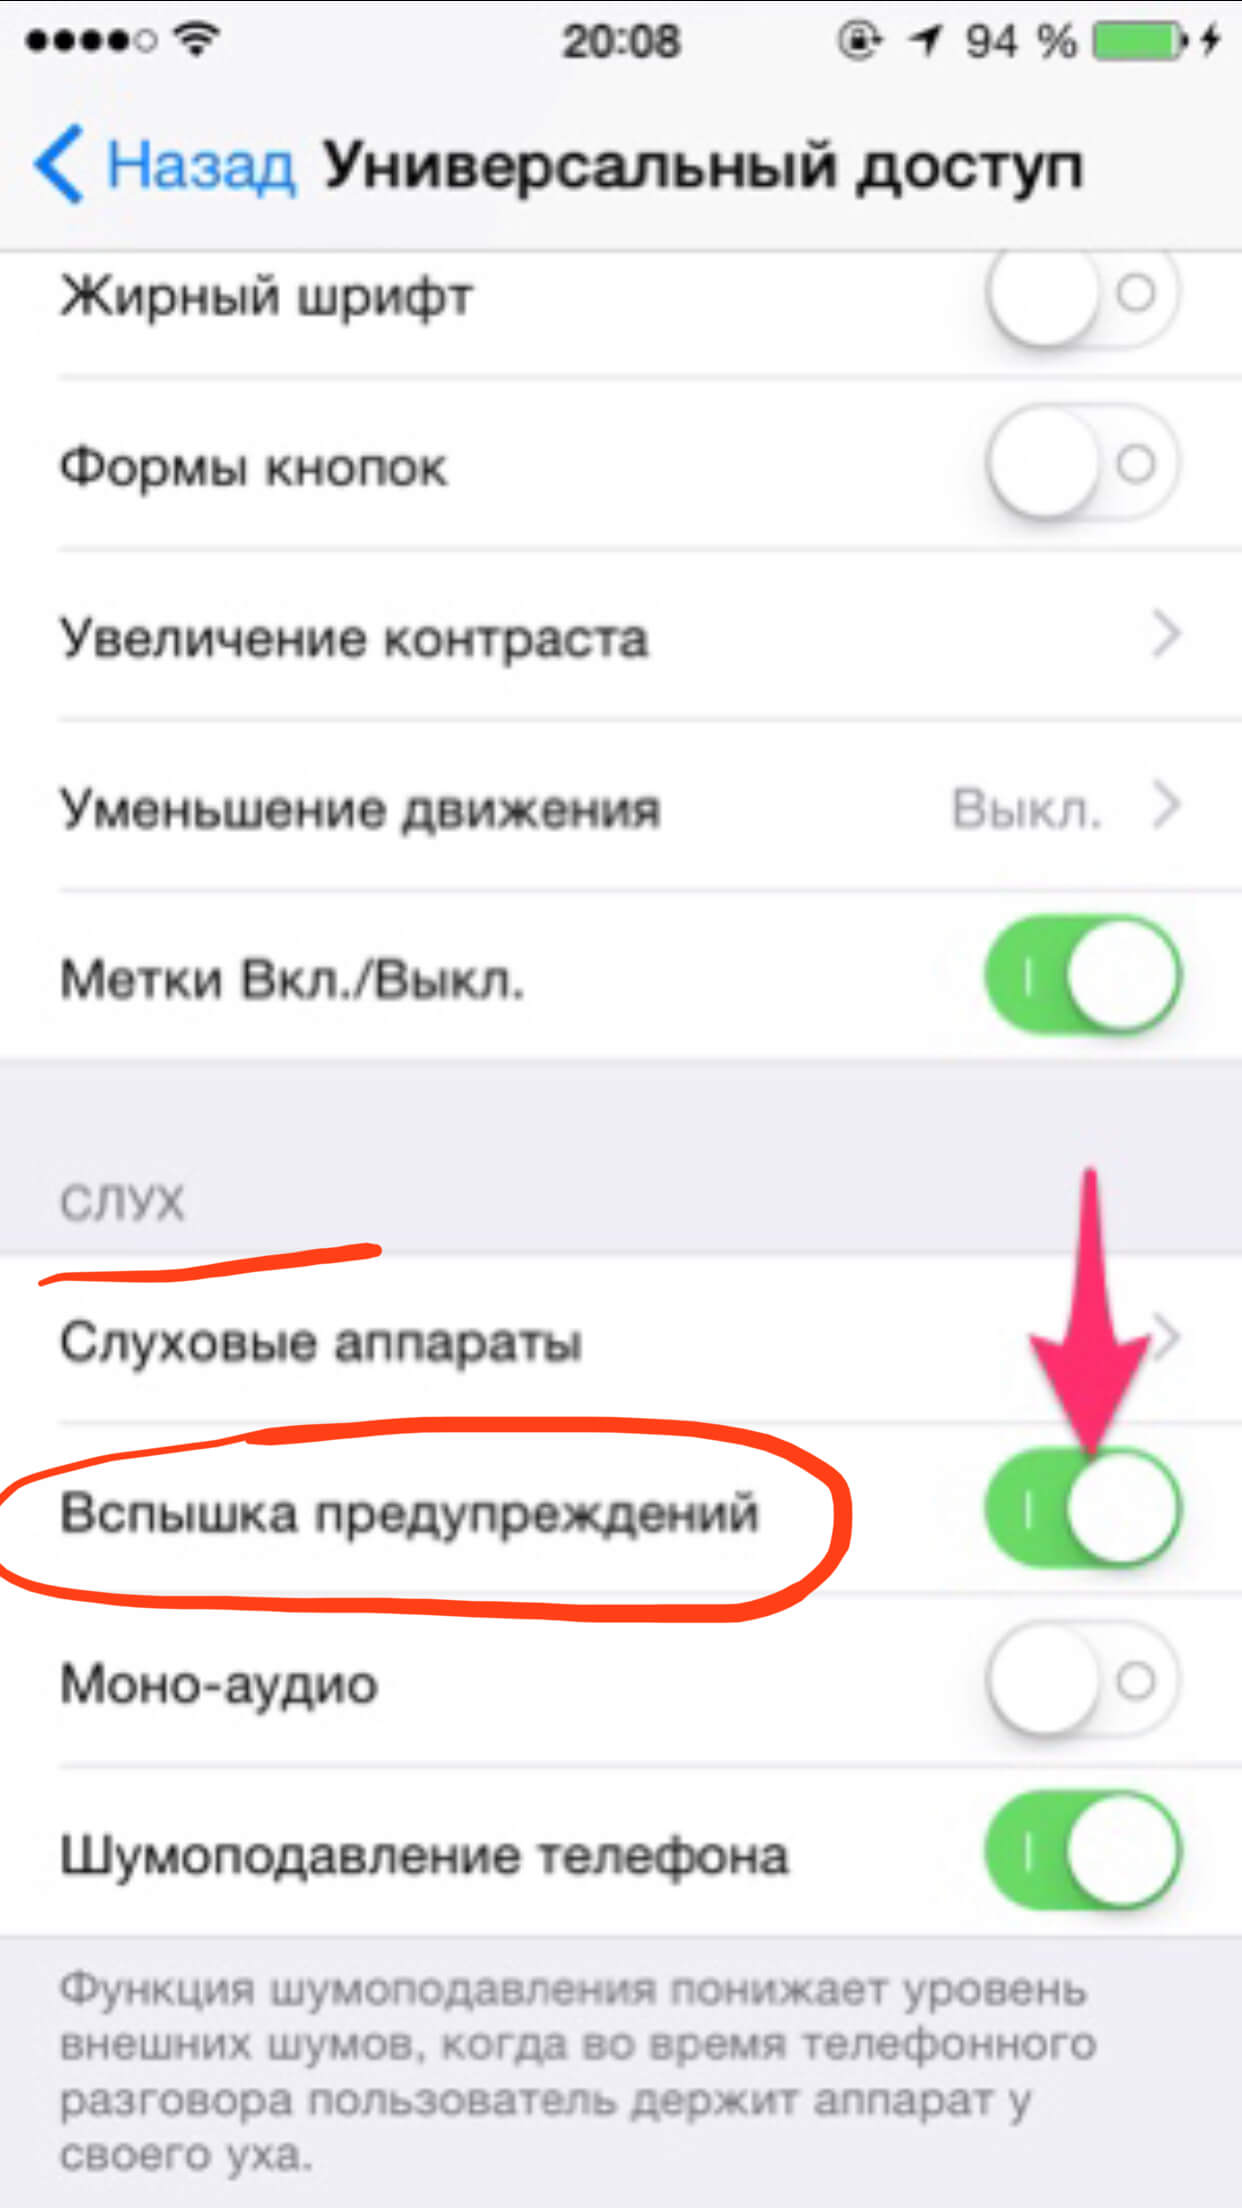 20:08 94 %
Назад Универсальный доступ
Жирный шрифт
Формы кнопок
Увеличение контраста
Уменьшение движения Выкл.
Метки Вкл./Выкл.
СЛУХ
Слуховые аппараты
Вспышка предупреждений
Моно-аудио
Шумоподавление телефона
Функция шумоподавления понижает уровень
внешних шумов, когда во время телефонного
разговора пользователь держит аппарат у
своего уха.